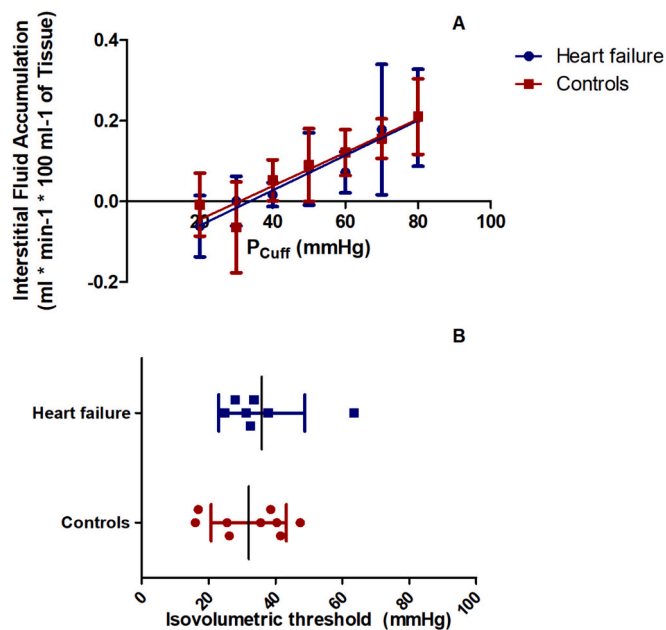 A
Interstitial Fluid Accumulation
(ml * min-1 * 100 ml-1 of Tissue)
0.4
0.2
0.0
-0.2
20
40
60
80
100
P_Cuff (mmHg)
Heart failure
Controls
B
Heart failure
Controls
0
20
40
60
80
100
Isovolumetric threshold (mmHg)